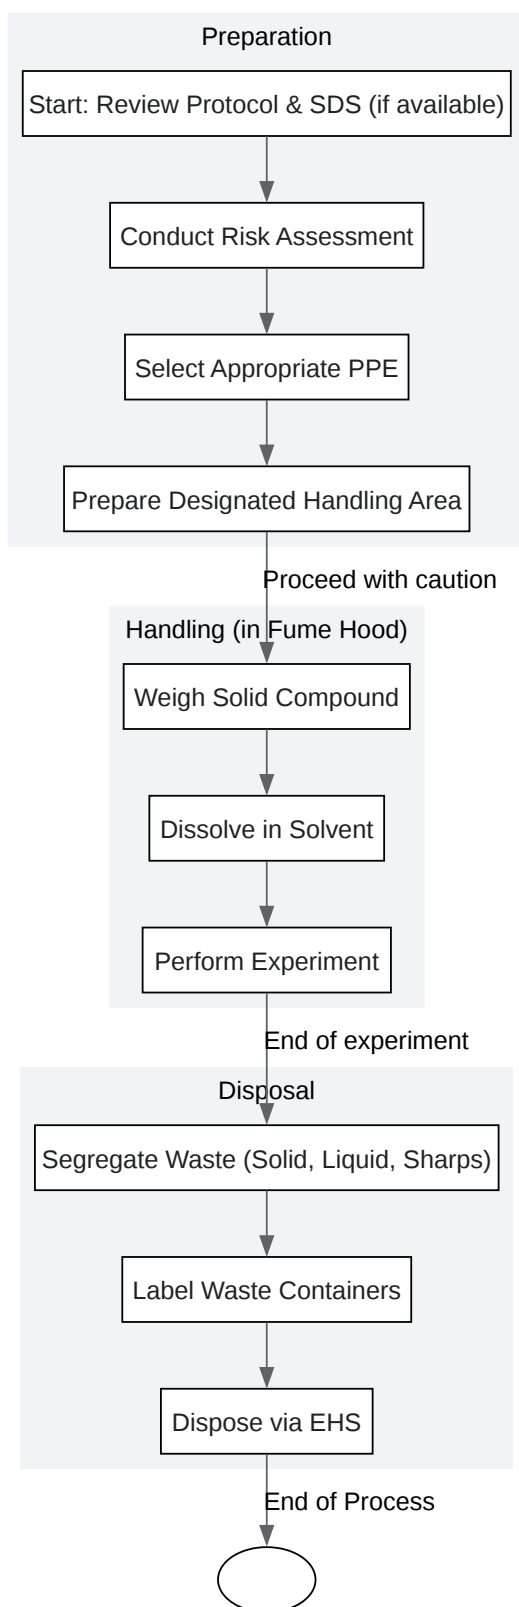 Preparation
Start: Review Protocol & SDS (if available)
Conduct Risk Assessment
Select Appropriate PPE
Prepare Designated Handling Area
Proceed with caution
Handling (in Fume Hood)
Weigh Solid Compound
Dissolve in Solvent
Perform Experiment
End of experiment
Disposal
Segregate Waste (Solid, Liquid, Sharps)
Label Waste Containers
Dispose via EHS
End of Process